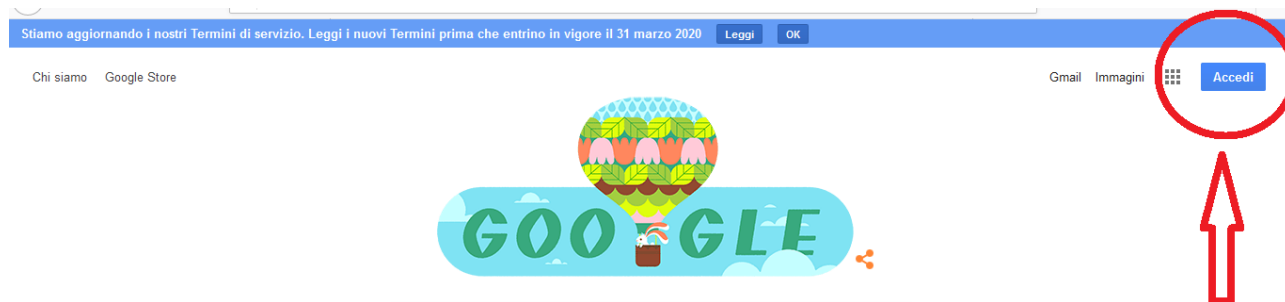 Stiamo aggiornando i nostri Termini di servizio. Leggi i nuovi Termini prima che entrino in vigore il 31 marzo 2020 Leggi OK
Chi siamo Google Store Gmail Immagini Accedi
GOOGLE